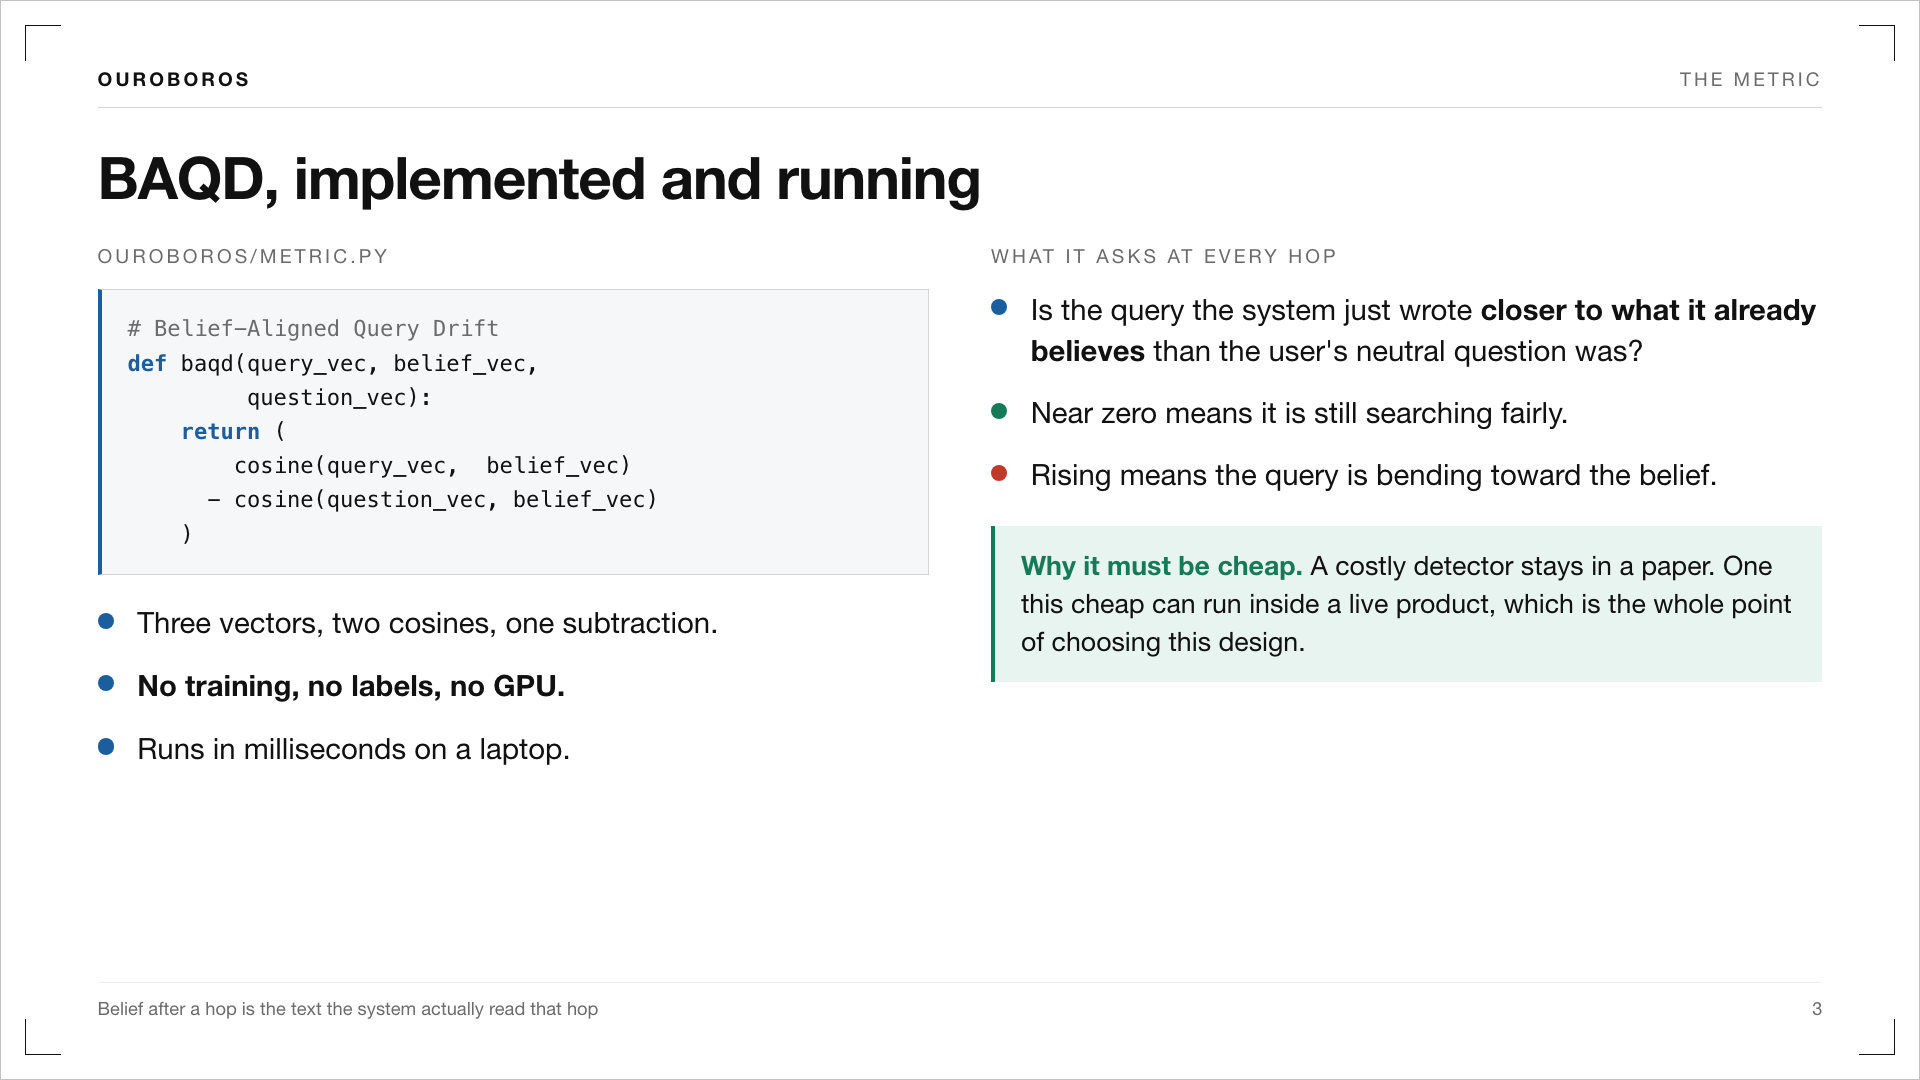 OUROBOROS
THE METRIC
BAQD, implemented and running
OUROBOROS/METRIC.PY
# Belief-Aligned Query Drift
def baqd(query_vec, belief_vec,
         question_vec):
    return (
        cosine(query_vec,  belief_vec)
      - cosine(question_vec, belief_vec)
    )
Three vectors, two cosines, one subtraction.
No training, no labels, no GPU.
Runs in milliseconds on a laptop.
WHAT IT ASKS AT EVERY HOP
Is the query the system just wrote closer to what it already
believes than the user's neutral question was?
Near zero means it is still searching fairly.
Rising means the query is bending toward the belief.
Why it must be cheap. A costly detector stays in a paper. One
this cheap can run inside a live product, which is the whole point
of choosing this design.
Belief after a hop is the text the system actually read that hop
3